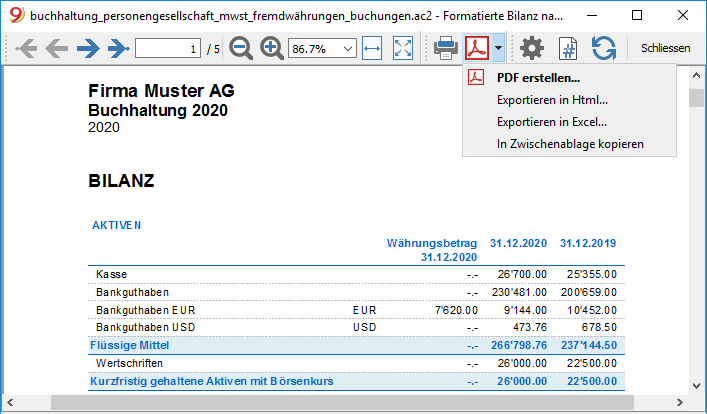 buchhaltung_personengesellschaft_mwst_fremdwährungen_buchungen.ac2 - Formatierte Bilanz na...
1 / 5 86.7% Schliessen
PDF erstellen...
Exportieren in Html...
Exportieren in Excel...
In Zwischenablage kopieren
Firma Muster AG
Buchhaltung 2020
2020
BILANZ
AKTIVEN
Währungsbetrag 31.12.2020 31.12.2019
31.12.2020
Kasse -.- 26'700.00 25'355.00
Bankguthaben -.- 230'481.00 200'659.00
Bankguthaben EUR EUR 7'620.00 9'144.00 10'452.00
Bankguthaben USD USD -.- 473.76 678.50
Flüssige Mittel -.- 266'798.76 237'144.50
Wertschriften -.- 26'000.00 22'500.00
Kurzfristig gehaltene Aktiven mit Börsenkurs -.- 26'000.00 22'500.00